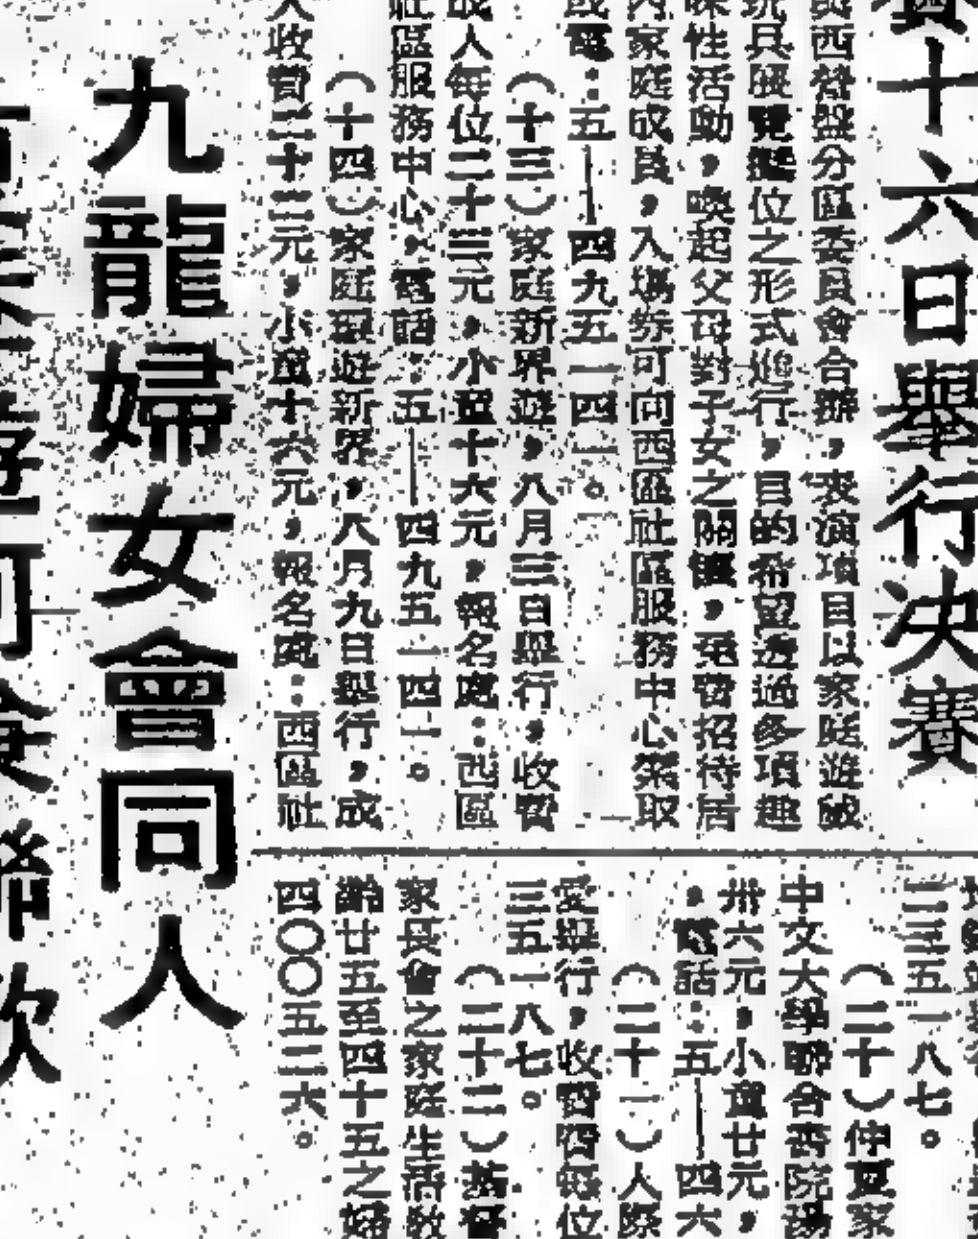 十六日舉行決賽
西營盤分區委員會合辦，表演項目以家庭遊戲
玩具展覽攤位之形式進行，目的希望透過多項趣
味性活動，喚起父母對子女之關懷，免費招待居
內家庭成員，入場券可向西區社區服務中心索取
或電：五——四九五一四一。
（十三）家庭新界遊，八月三日舉行，收費
成人每位二十三元，小童十六元，報名處：西區
社區服務中心，電話：五——四九五一四一。
（十四）家庭環遊新界，八月九日舉行，成
人收費二十三元，小童十六元，報名處：西區社
二三五一八七。
（二十）仲夏家
中文大學聯合書院
卅六元，小童廿元，
，電話：五——四六
（二十一）人際
愛舉行，收費每位
三五一八七。
（二十二）基督
家長會之家庭生活教
齡廿五至四十五之婦
四〇〇五二六。
九龍婦女會同人